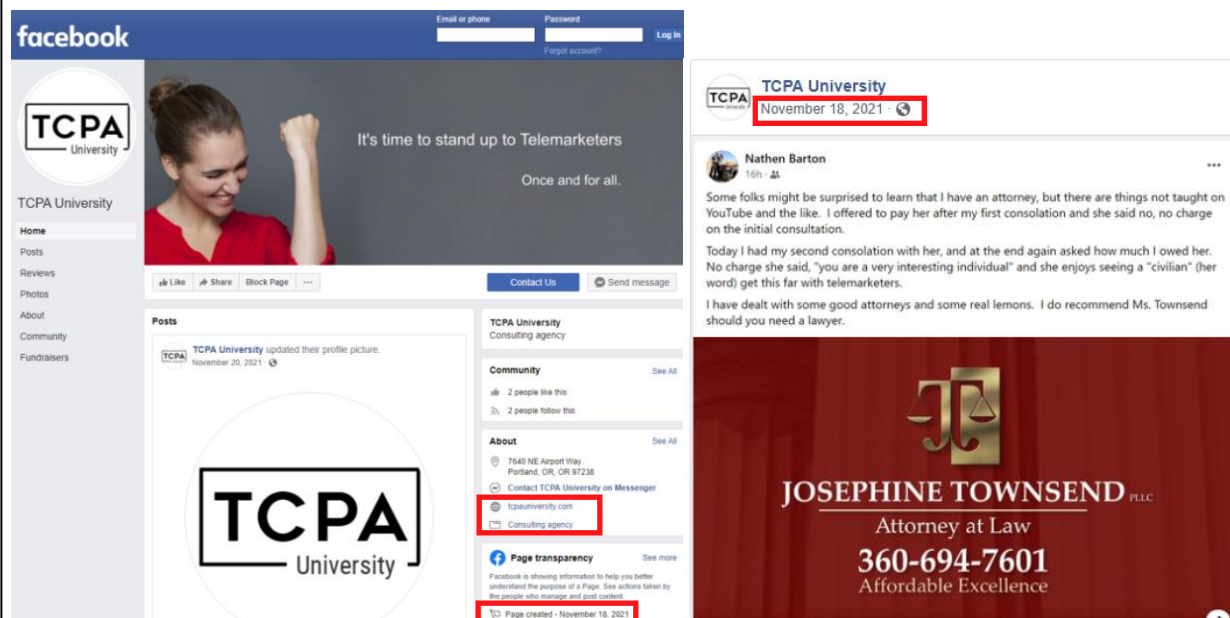 facebook
Email or phone
Password
Log In
Forgot account?
TCPA
University
TCPA University
Home
Posts
Reviews
Photos
About
Community
Fundraisers
It's time to stand up to Telemarketers
Once and for all.
Like
Share
Block Page
Contact Us
Send message
Posts
TCPA
TCPA University updated their profile picture.
November 20, 2021
TCPA
University
TCPA University
Consulting agency
Community
See All
2 people like this
2 people follow this
About
See All
7640 NE Airport Way
Portland, OR, OR 97238
Contact TCPA University on Messenger
tcpauniversity.com
Consulting agency
Page transparency
See more
Facebook is showing information to help you better
understand the purpose of a Page. See actions taken by
the people who manage and post content.
Page created - November 18, 2021
TCPA
University
TCPA University
November 18, 2021 ·
Nathen Barton
16h ·
Some folks might be surprised to learn that I have an attorney, but there are things not taught on
YouTube and the like. I offered to pay her after my first consolation and she said no, no charge
on the initial consultation.
Today I had my second consolation with her, and at the end again asked how much I owed her.
No charge she said, "you are a very interesting individual" and she enjoys seeing a "civilian" (her
word) get this far with telemarketers.
I have dealt with some good attorneys and some real lemons. I do recommend Ms. Townsend
should you need a lawyer.
JOSEPHINE TOWNSEND PLLC
Attorney at Law
360-694-7601
Affordable Excellence